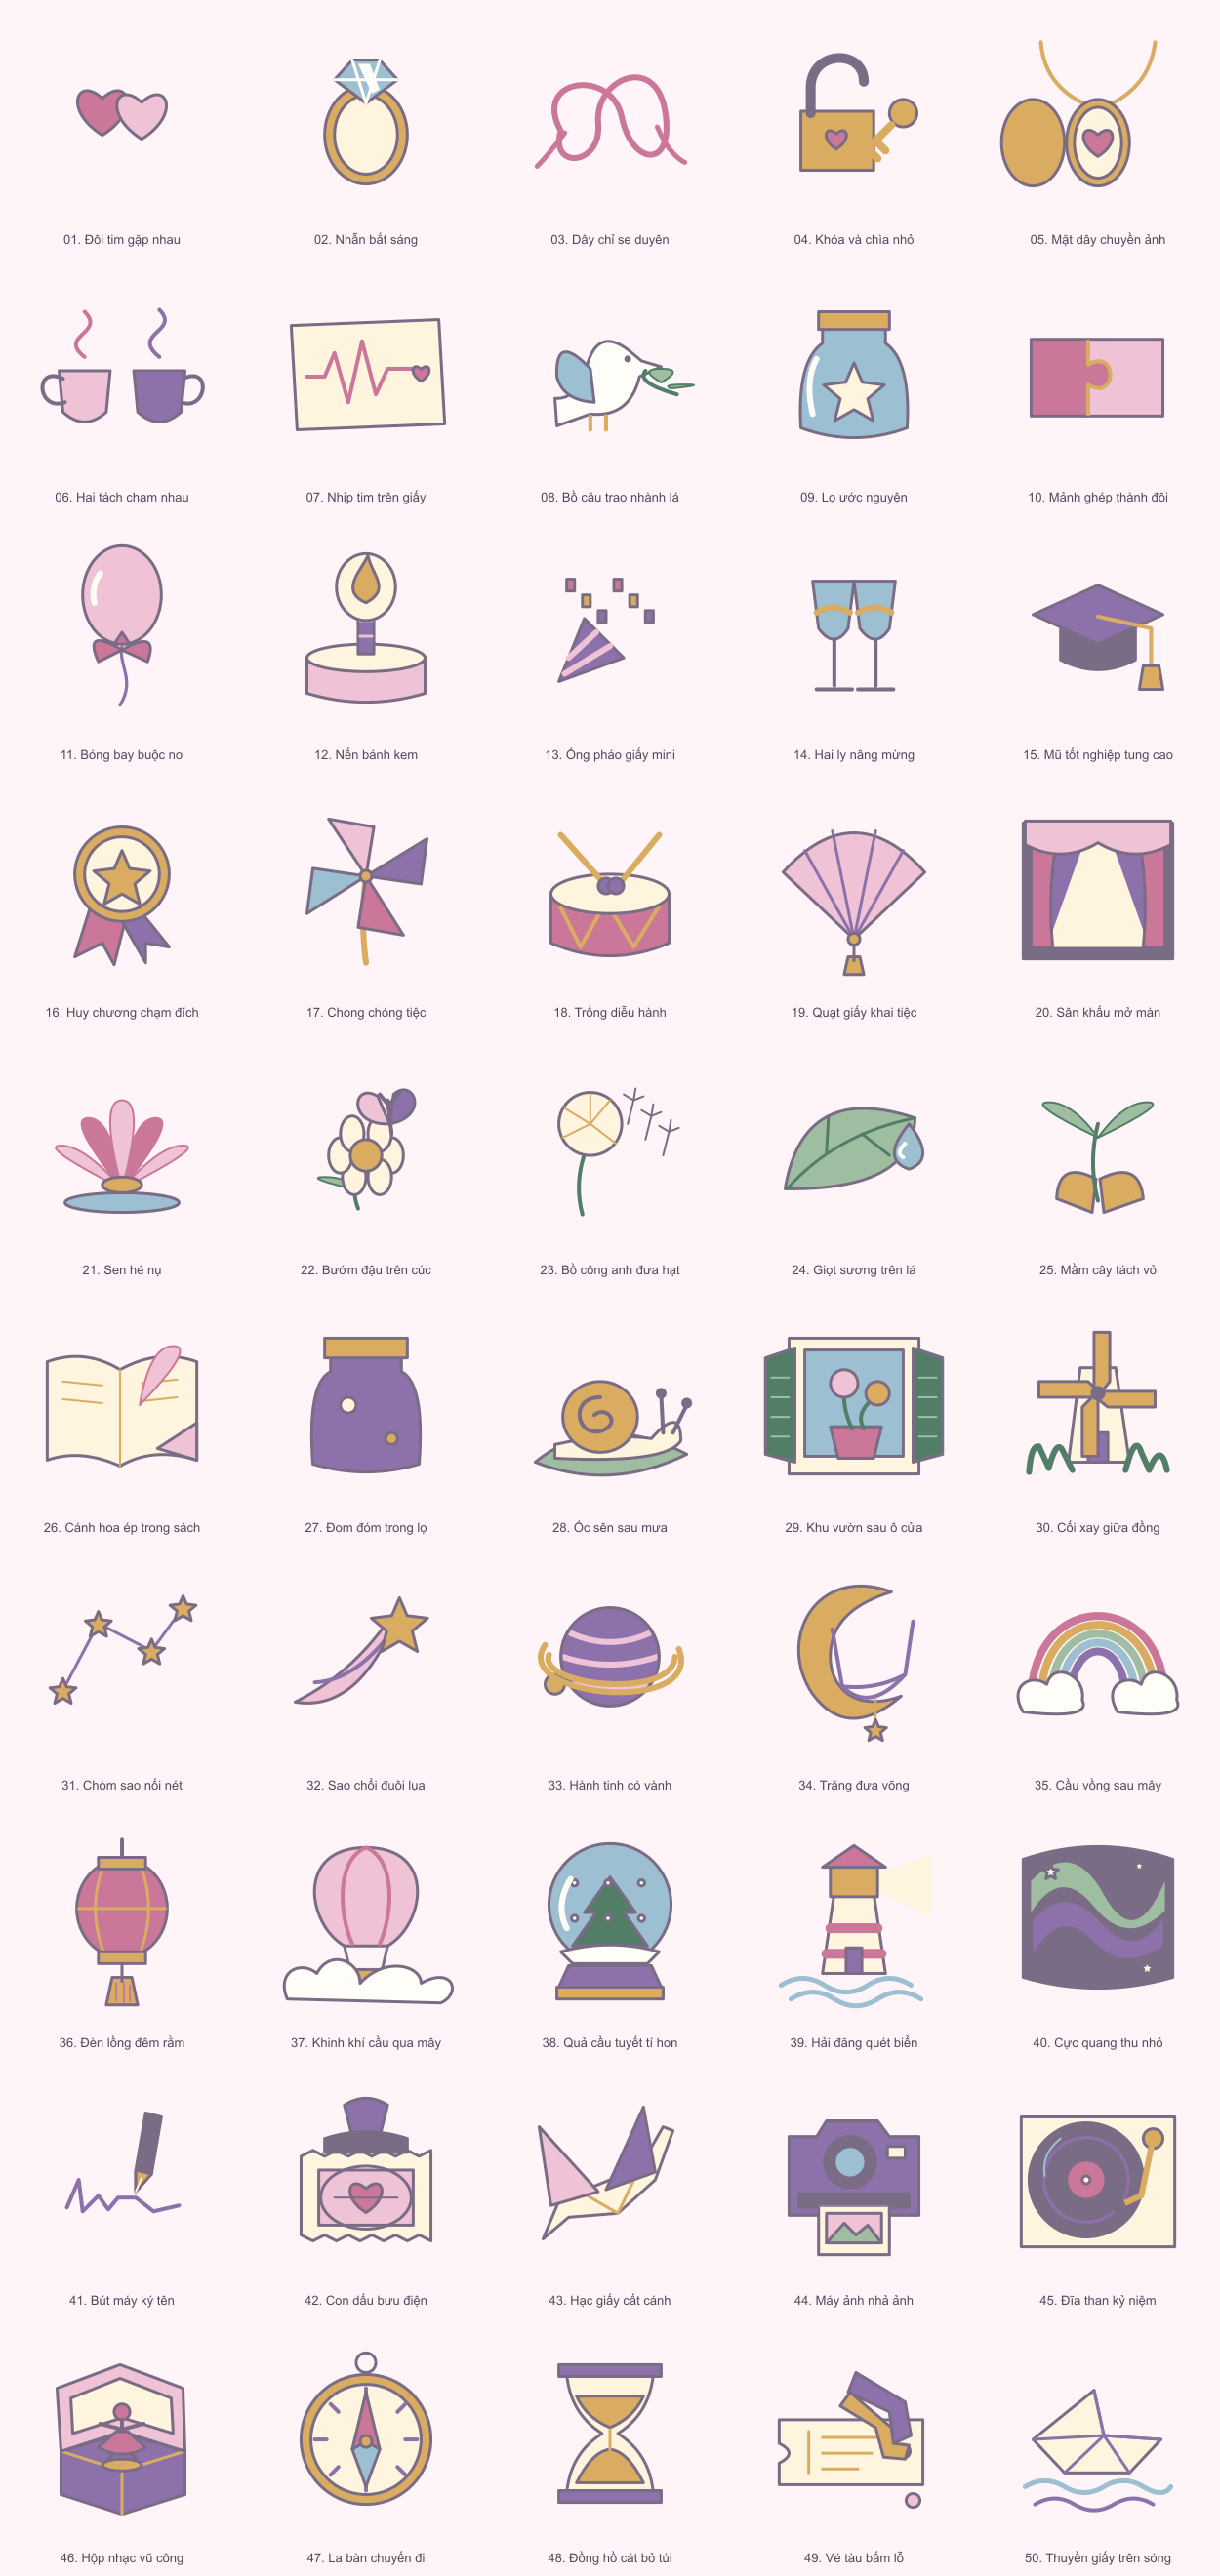 01. Đôi tim gặp nhau
02. Nhẫn bắt sáng
03. Dây chỉ se duyên
04. Khóa và chìa nhỏ
05. Mặt dây chuyền ảnh
06. Hai tách chạm nhau
07. Nhịp tim trên giấy
08. Bồ câu trao nhành lá
09. Lọ ước nguyện
10. Mảnh ghép thành đôi
11. Bóng bay buộc nơ
12. Nến bánh kem
13. Ống pháo giấy mini
14. Hai ly nâng mừng
15. Mũ tốt nghiệp tung cao
16. Huy chương chạm đích
17. Chong chóng tiệc
18. Trống diễu hành
19. Quạt giấy khai tiệc
20. Sân khấu mở màn
21. Sen hé nụ
22. Bướm đậu trên cúc
23. Bồ công anh đưa hạt
24. Giọt sương trên lá
25. Mầm cây tách vỏ
26. Cánh hoa ép trong sách
27. Đom đóm trong lọ
28. Ốc sên sau mưa
29. Khu vườn sau ô cửa
30. Cối xay giữa đồng
31. Chòm sao nối nét
32. Sao chổi đuôi lụa
33. Hành tinh có vành
34. Trăng đưa võng
35. Cầu vồng sau mây
36. Đèn lồng đêm rằm
37. Khinh khí cầu qua mây
38. Quả cầu tuyết tí hon
39. Hải đăng quét biển
40. Cực quang thu nhỏ
41. Bút máy ký tên
42. Con dấu bưu điện
43. Hạc giấy cất cánh
44. Máy ảnh nhả ảnh
45. Đĩa than kỷ niệm
46. Hộp nhạc vũ công
47. La bàn chuyến đi
48. Đồng hồ cát bỏ túi
49. Vé tàu bấm lỗ
50. Thuyền giấy trên sóng